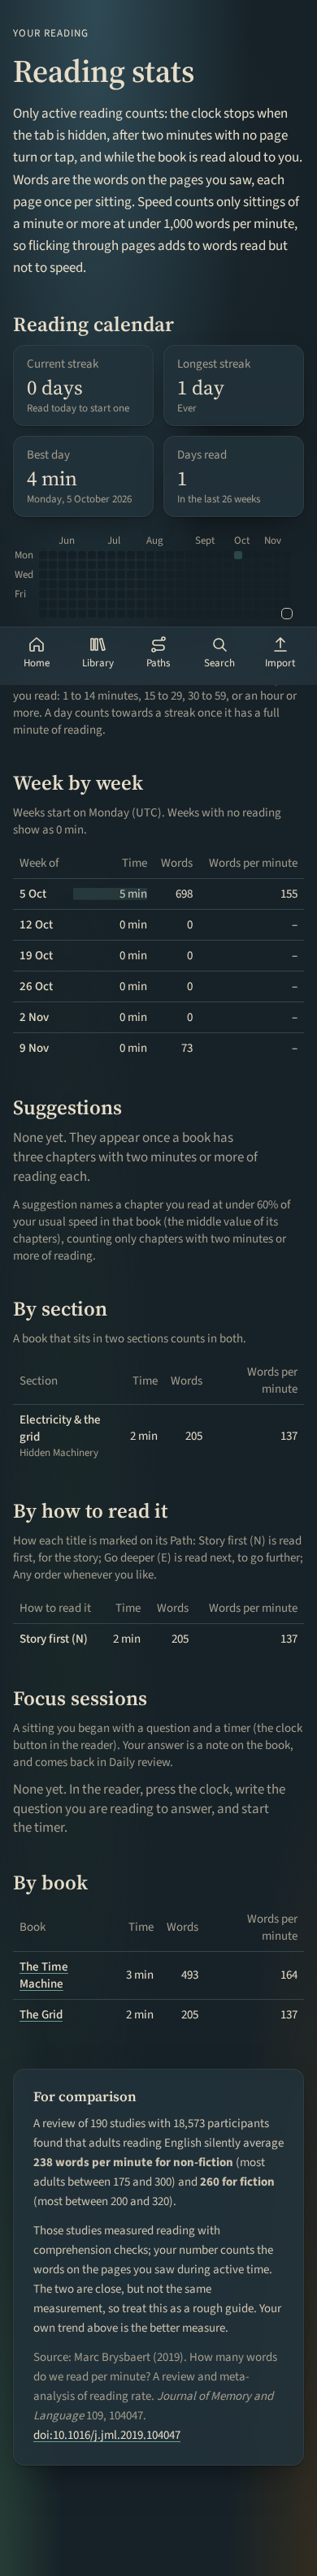 YOUR READING
Reading stats
Only active reading counts: the clock stops when
the tab is hidden, after two minutes with no page
turn or tap, and while the book is read aloud to you.
Words are the words on the pages you saw, each
page once per sitting. Speed counts only sittings of
a minute or more at under 1,000 words per minute,
so flicking through pages adds to words read but
not to speed.
Reading calendar
Current streak
0 days
Read today to start one
Longest streak
1 day
Ever
Best day
4 min
Monday, 5 October 2026
Days read
1
In the last 26 weeks
Jun Jul Aug Sept Oct Nov
Mon
Wed
Fri
Home Library Paths Search Import
you read: 1 to 14 minutes, 15 to 29, 30 to 59, or an hour or
more. A day counts towards a streak once it has a full
minute of reading.
Week by week
Weeks start on Monday (UTC). Weeks with no reading
show as 0 min.
Week of Time Words Words per minute
5 Oct 5 min 698 155
12 Oct 0 min 0 –
19 Oct 0 min 0 –
26 Oct 0 min 0 –
2 Nov 0 min 0 –
9 Nov 0 min 73 –
Suggestions
None yet. They appear once a book has
three chapters with two minutes or more of
reading each.
A suggestion names a chapter you read at under 60% of
your usual speed in that book (the middle value of its
chapters), counting only chapters with two minutes or
more of reading.
By section
A book that sits in two sections counts in both.
Section Time Words Words per
minute
Electricity & the
grid 2 min 205 137
Hidden Machinery
By how to read it
How each title is marked on its Path: Story first (N) is read
first, for the story; Go deeper (E) is read next, to go further;
Any order whenever you like.
How to read it Time Words Words per minute
Story first (N) 2 min 205 137
Focus sessions
A sitting you began with a question and a timer (the clock
button in the reader). Your answer is a note on the book,
and comes back in Daily review.
None yet. In the reader, press the clock, write the
question you are reading to answer, and start
the timer.
By book
Book Time Words Words per
minute
The Time
Machine 3 min 493 164
The Grid 2 min 205 137
For comparison
A review of 190 studies with 18,573 participants
found that adults reading English silently average
238 words per minute for non-fiction (most
adults between 175 and 300) and 260 for fiction
(most between 200 and 320).
Those studies measured reading with
comprehension checks; your number counts the
words on the pages you saw during active time.
The two are close, but not the same
measurement, so treat this as a rough guide. Your
own trend above is the better measure.
Source: Marc Brysbaert (2019). How many words
do we read per minute? A review and meta-
analysis of reading rate. Journal of Memory and
Language 109, 104047.
doi:10.1016/j.jml.2019.104047